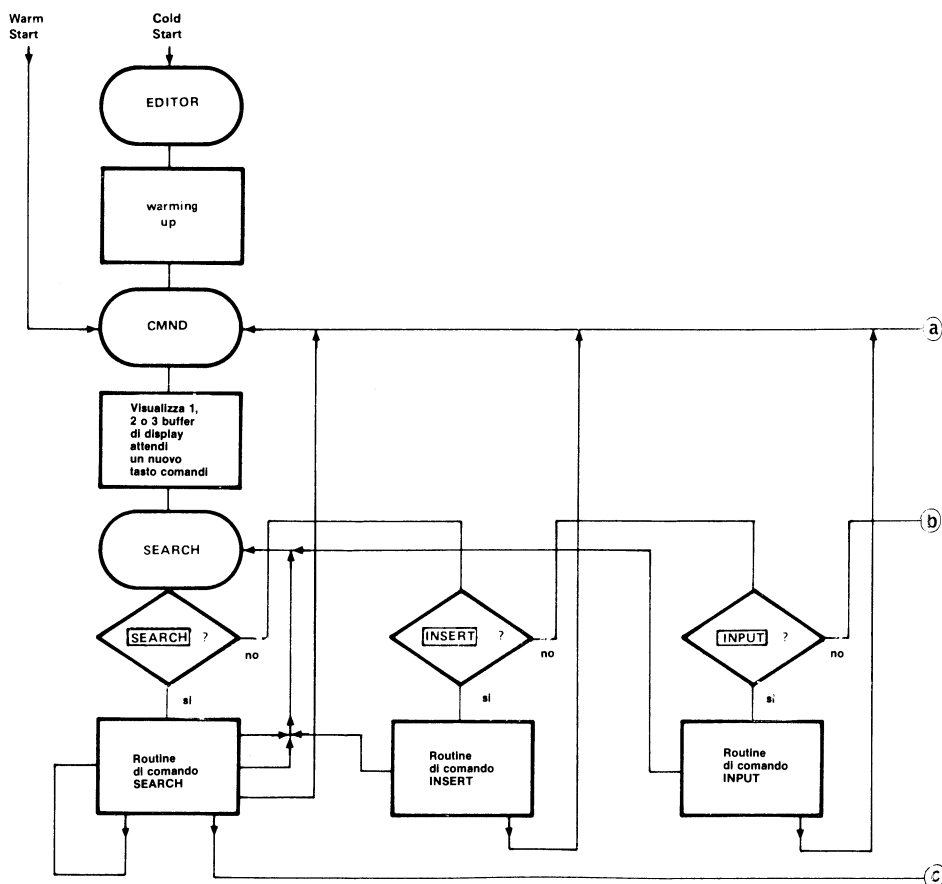 Warm
Start
Cold
Start
EDITOR
warming
up
CMND
a
Visualizza 1,
2 o 3 buffer
di display
attendi
un nuovo
tasto comandi
b
SEARCH
SEARCH ?
no
INSERT ?
no
INPUT ?
no
si
si
si
Routine
di comando
SEARCH
Routine
di comando
INSERT
Routine
di comando
INPUT
c